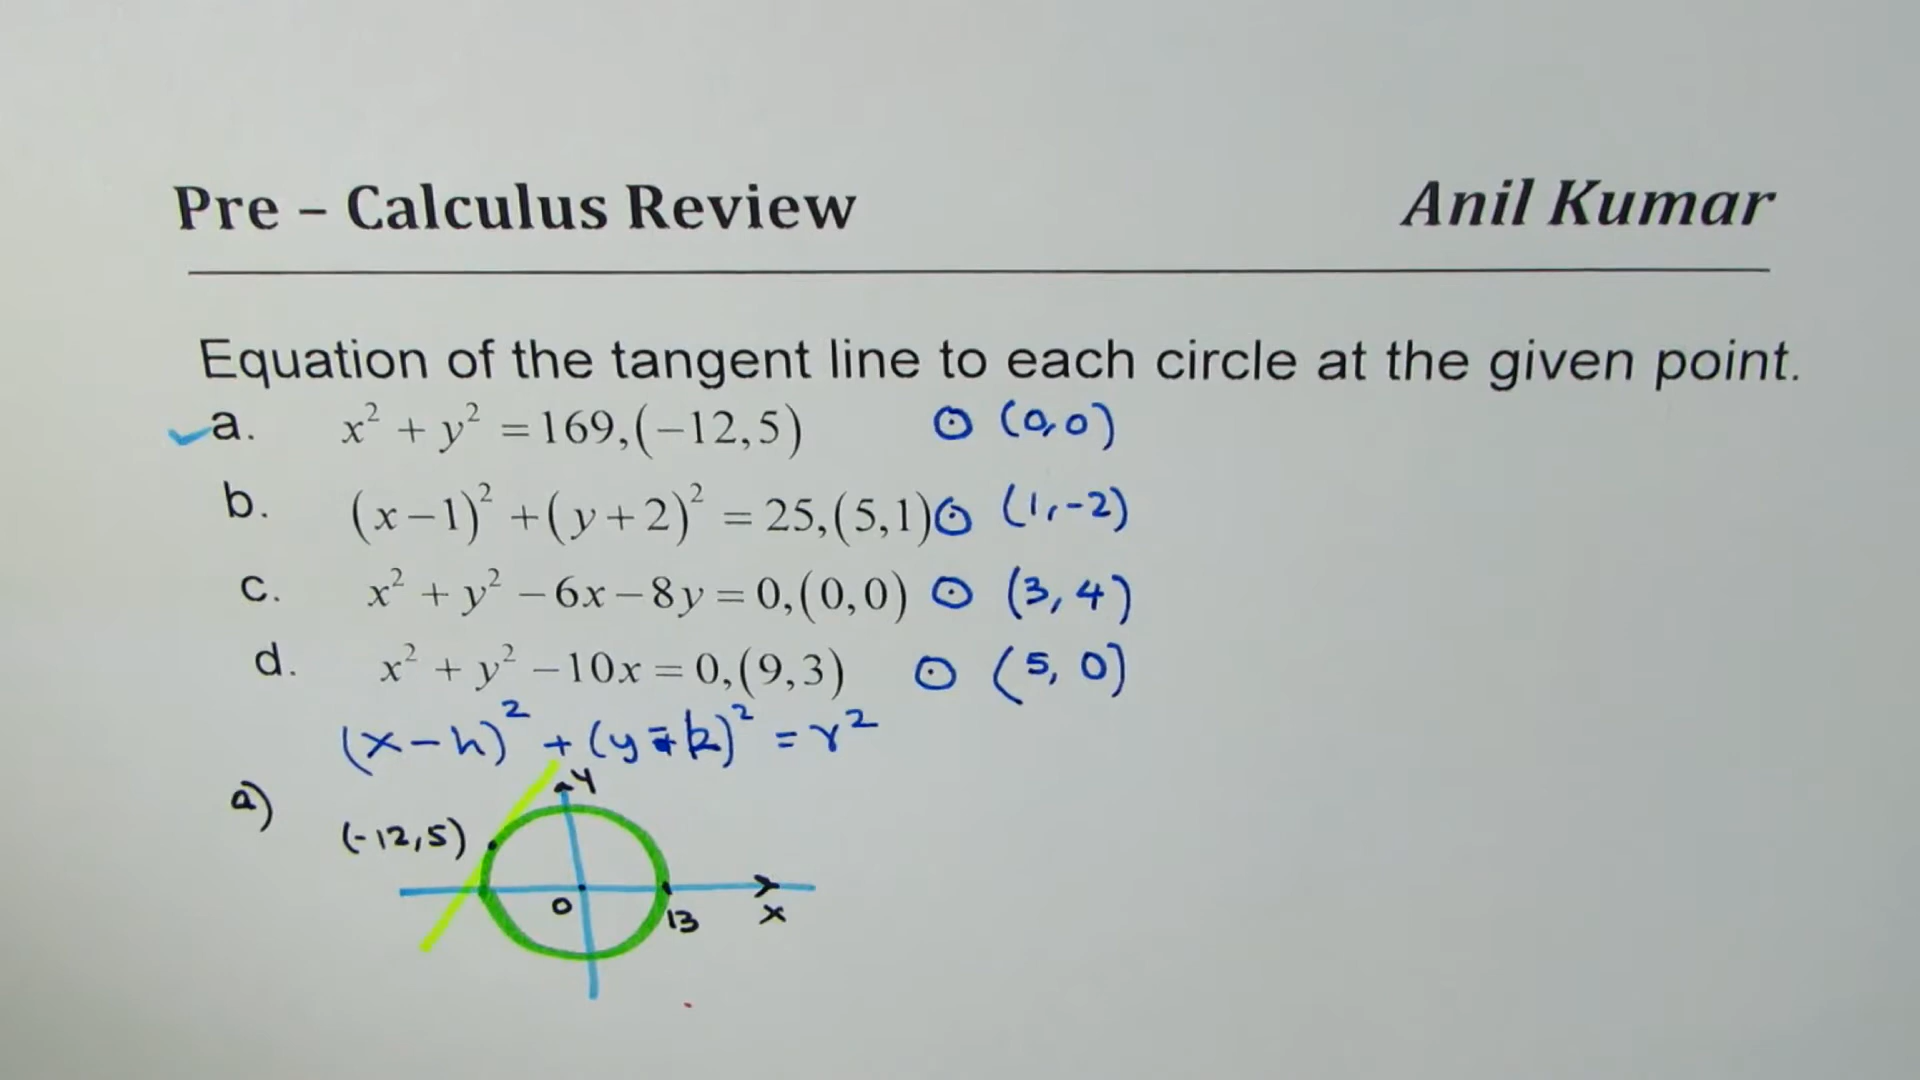 Pre – Calculus Review Anil Kumar
Equation of the tangent line to each circle at the given point.
a. x² + y² = 169,(−12,5) ⊙ (0,0)
b. (x−1)² +(y+2)² = 25,(5,1) ⊙ (1,-2)
c. x² + y² −6x−8y = 0,(0,0) ⊙ (3, 4)
d. x² + y² −10x = 0,(9,3) ⊙ (5, 0)
(x-h)² + (y-k)² = r²
a)
Y
(-12,5)
0
13
x